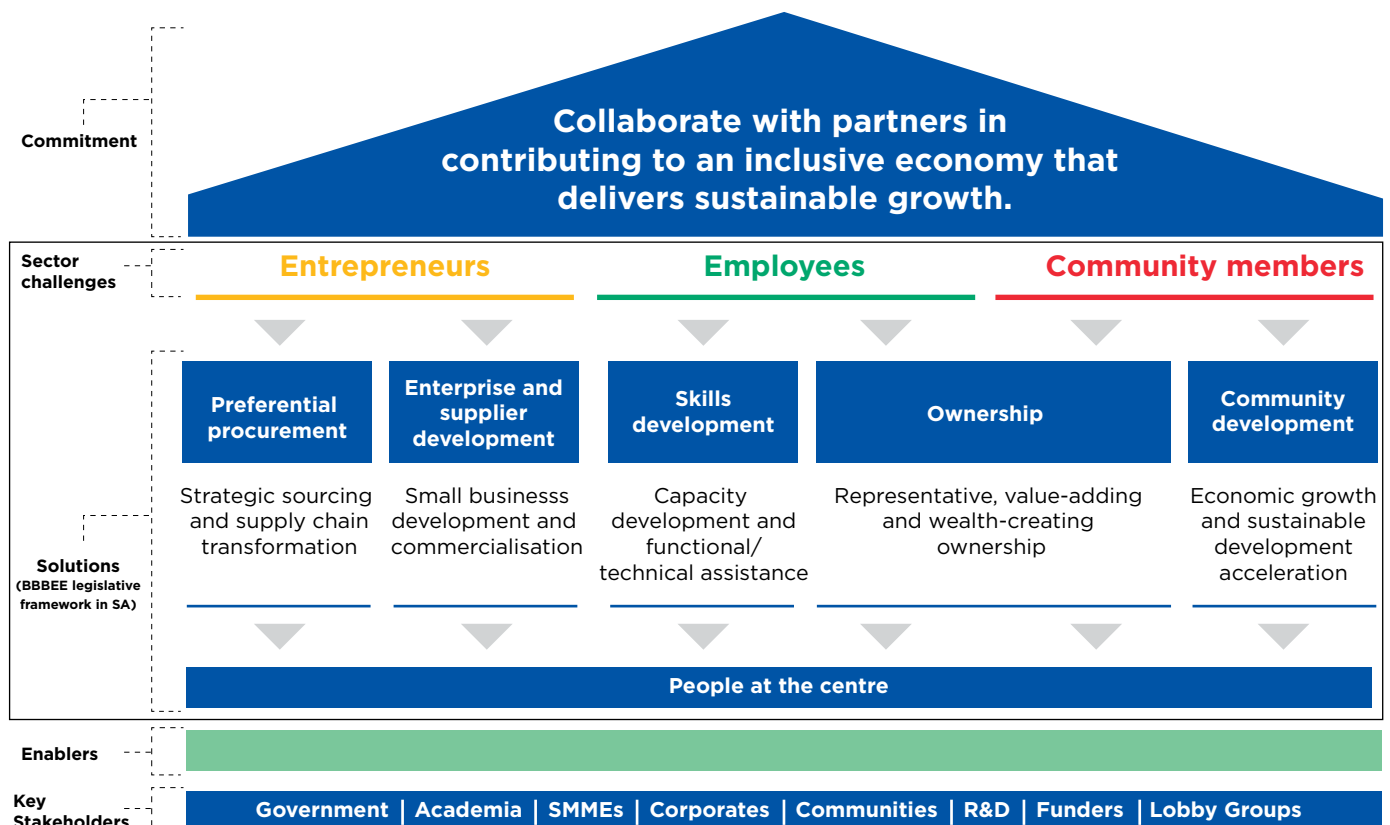 Commitment
Collaborate with partners in
contributing to an inclusive economy that
delivers sustainable growth.
Sector
challenges
Entrepreneurs
Employees
Community members
Preferential
procurement
Enterprise and
supplier
development
Skills
development
Ownership
Community
development
Strategic sourcing
and supply chain
transformation
Small businesss
development and
commercialisation
Capacity
development and
functional/
technical assistance
Representative, value-adding
and wealth-creating
ownership
Economic growth
and sustainable
development
acceleration
Solutions
(BBBEE legislative
framework in SA)
People at the centre
Enablers
Key
Stakeholders
Government | Academia | SMMEs | Corporates | Communities | R&D | Funders | Lobby Groups